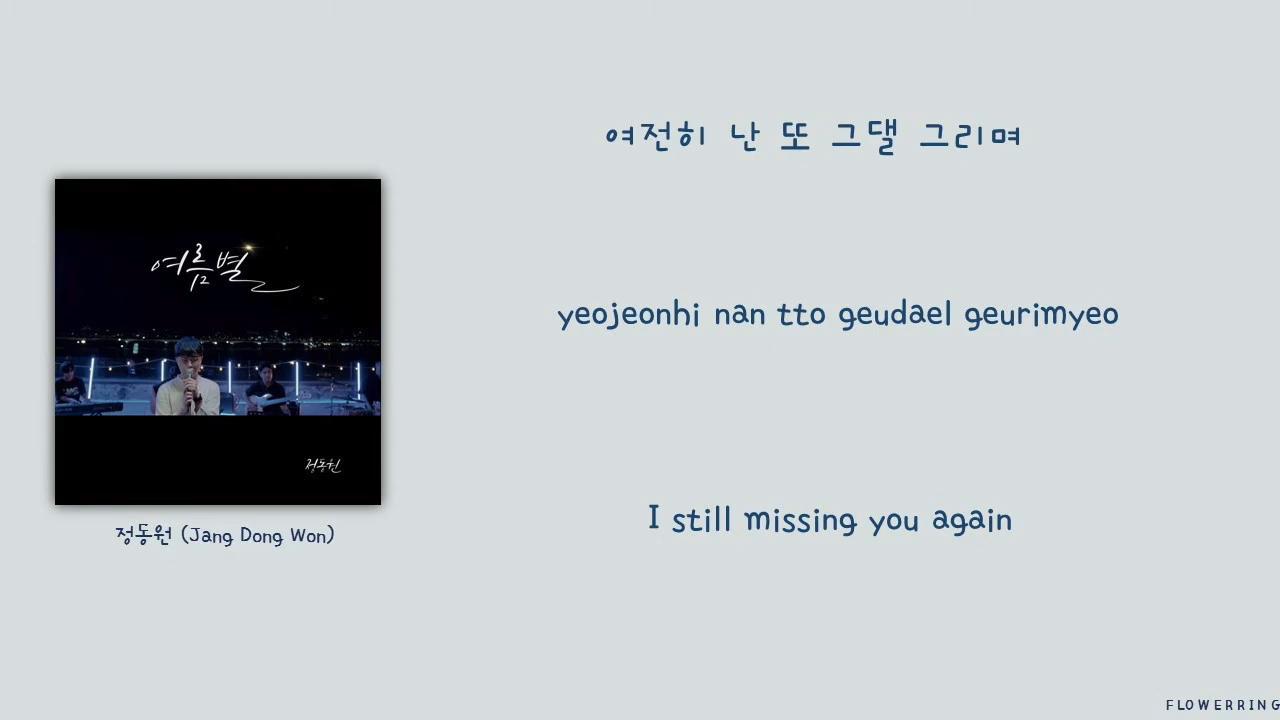 여전히 난 또 그댈 그리며
여름별
yeojeonhi nan tto geudael geurimyeo
정동원
I still missing you again
정동원 (Jang Dong Won)
FLOWERRING